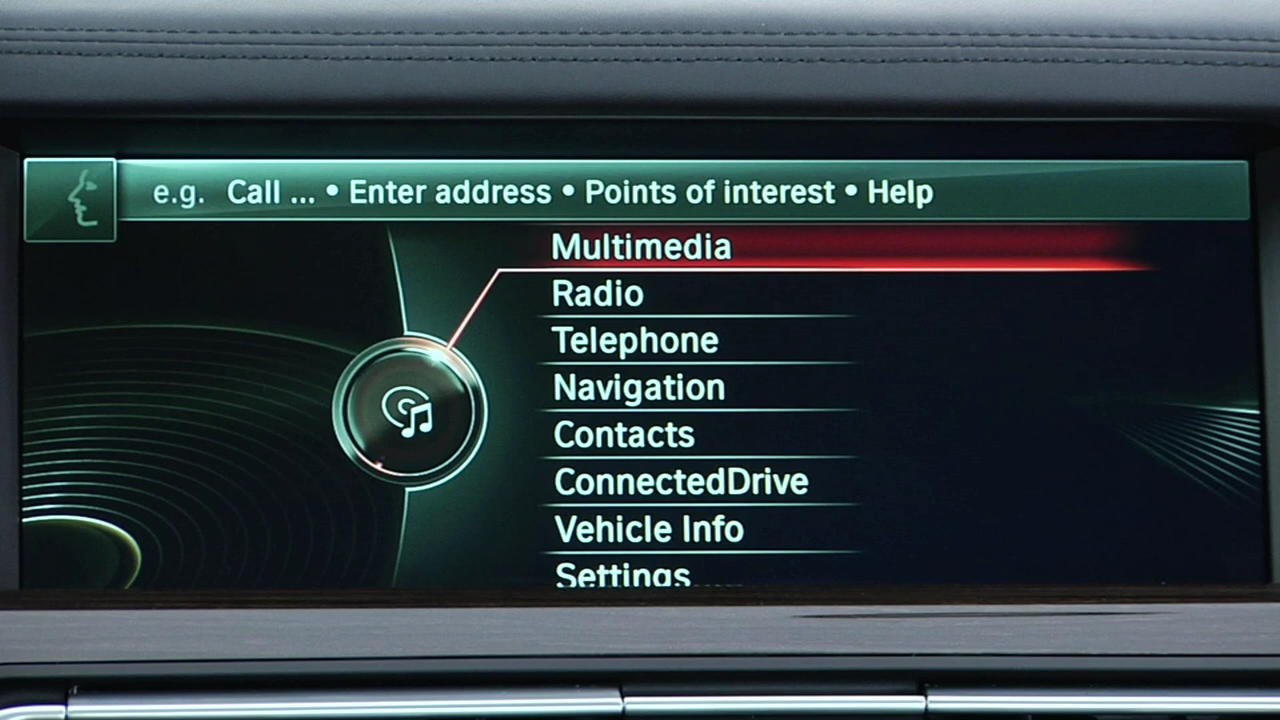 e.g. Call ... • Enter address • Points of interest • Help
Multimedia
Radio
Telephone
Navigation
Contacts
ConnectedDrive
Vehicle Info
Settings